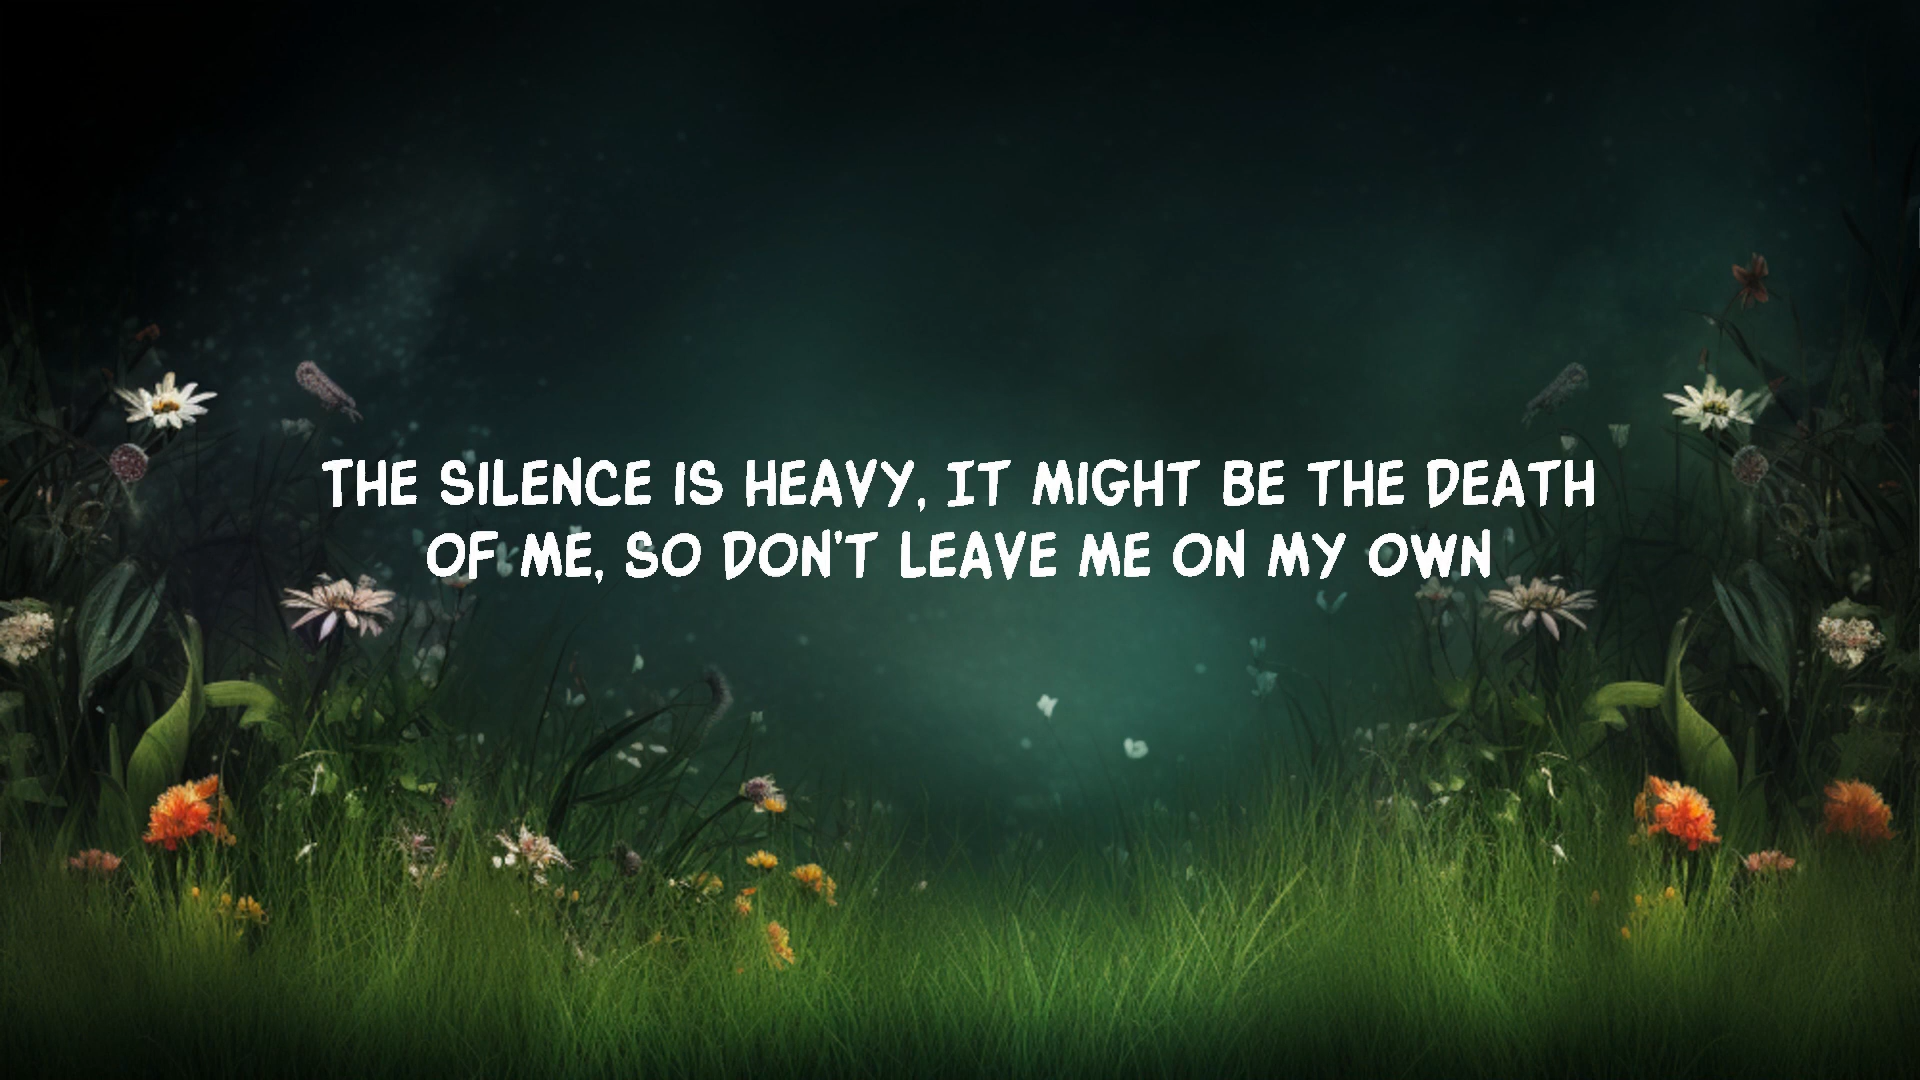 THE SILENCE IS HEAVY, IT MIGHT BE THE DEATH
OF ME, SO DON'T LEAVE ME ON MY OWN